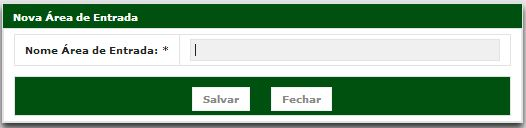 Nova Área de Entrada
Nome Área de Entrada: *
Salvar Fechar